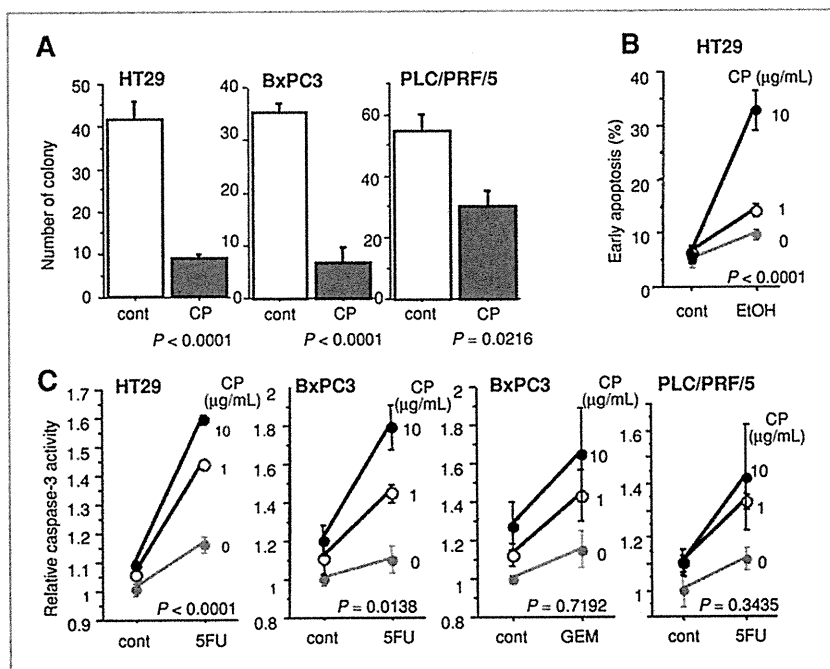 A
HT29
BxPC3
PLC/PRF/5
Number of colony
50
40
30
20
10
0
40
30
20
10
0
60
40
20
0
cont
CP
cont
CP
cont
CP
P < 0.0001
P < 0.0001
P = 0.0216
B
HT29
CP (μg/mL)
Early apoptosis (%)
40
30
20
10
0
10
1
0
P < 0.0001
cont
EtOH
C
HT29
CP
(μg/mL)
Relative caspase-3 activity
1.7
1.6
1.5
1.4
1.3
1.2
1.1
1
0.9
10
1
0
P < 0.0001
cont
5FU
BxPC3
CP
(μg/mL)
2
1.8
1.6
1.4
1.2
1
0.8
10
1
0
P = 0.0138
cont
5FU
BxPC3
CP
(μg/mL)
2
1.8
1.6
1.4
1.2
1
0.8
10
1
0
P = 0.7192
cont
GEM
PLC/PRF/5
CP
(μg/mL)
1.6
1.4
1.2
1
10
1
0
P = 0.3435
cont
5FU